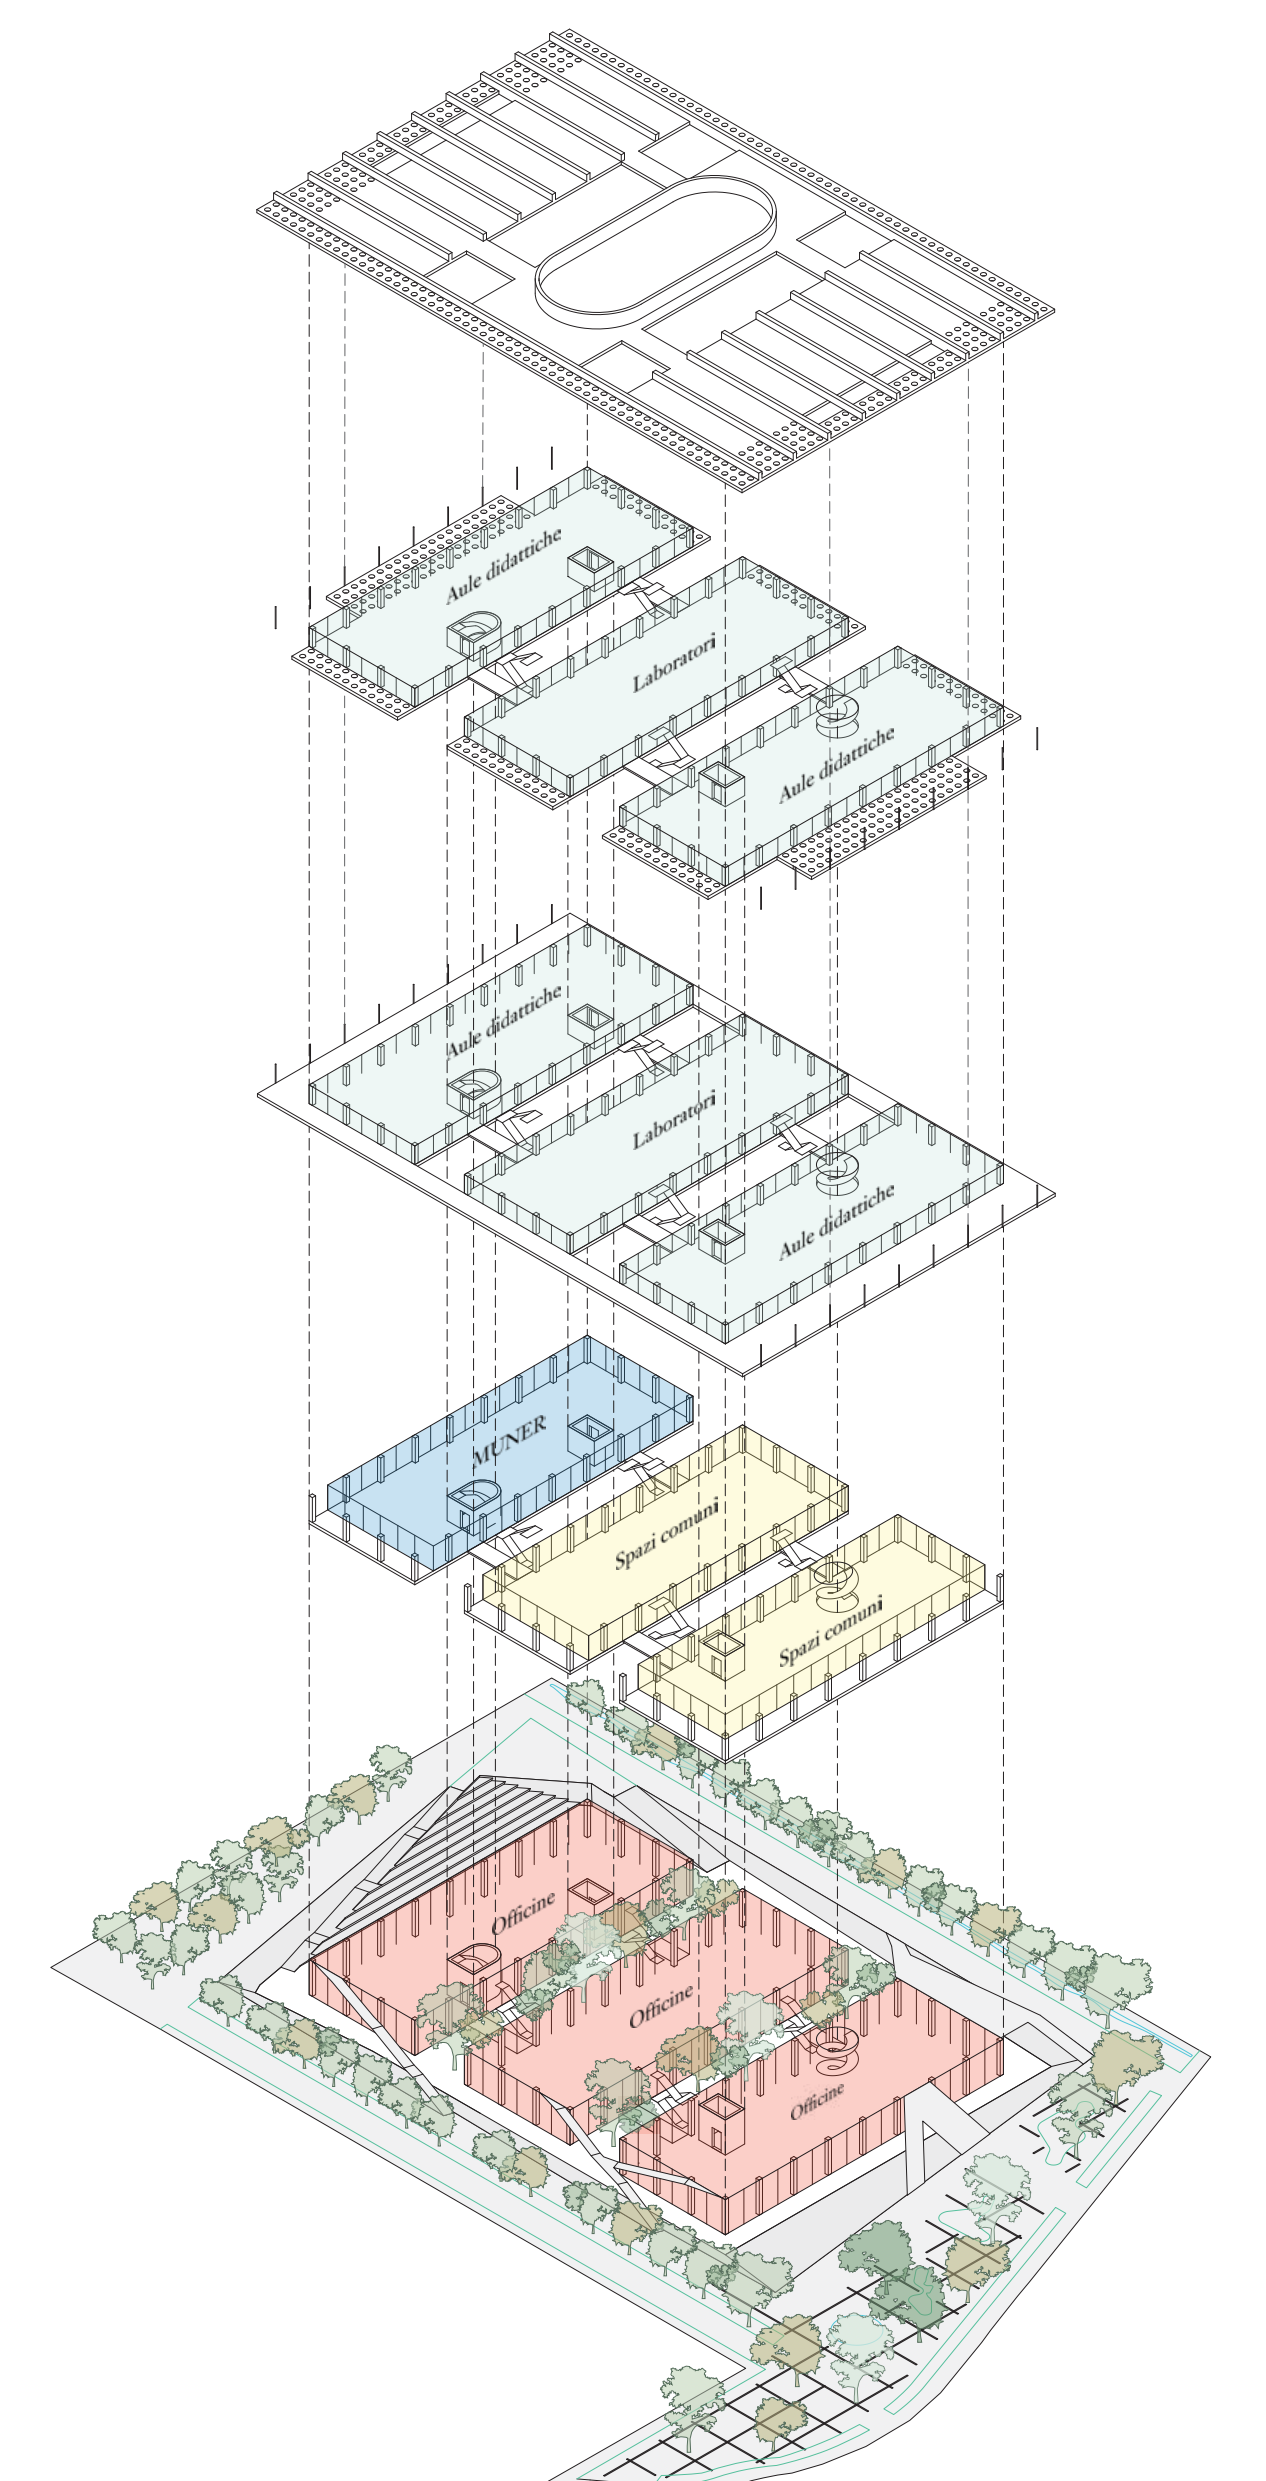 Aule didattiche
Laboratori
Aule didattiche
Aule didattiche
Laboratori
Aule didattiche
MUNER
Spazi comuni
Spazi comuni
Officine
Officine
Officine